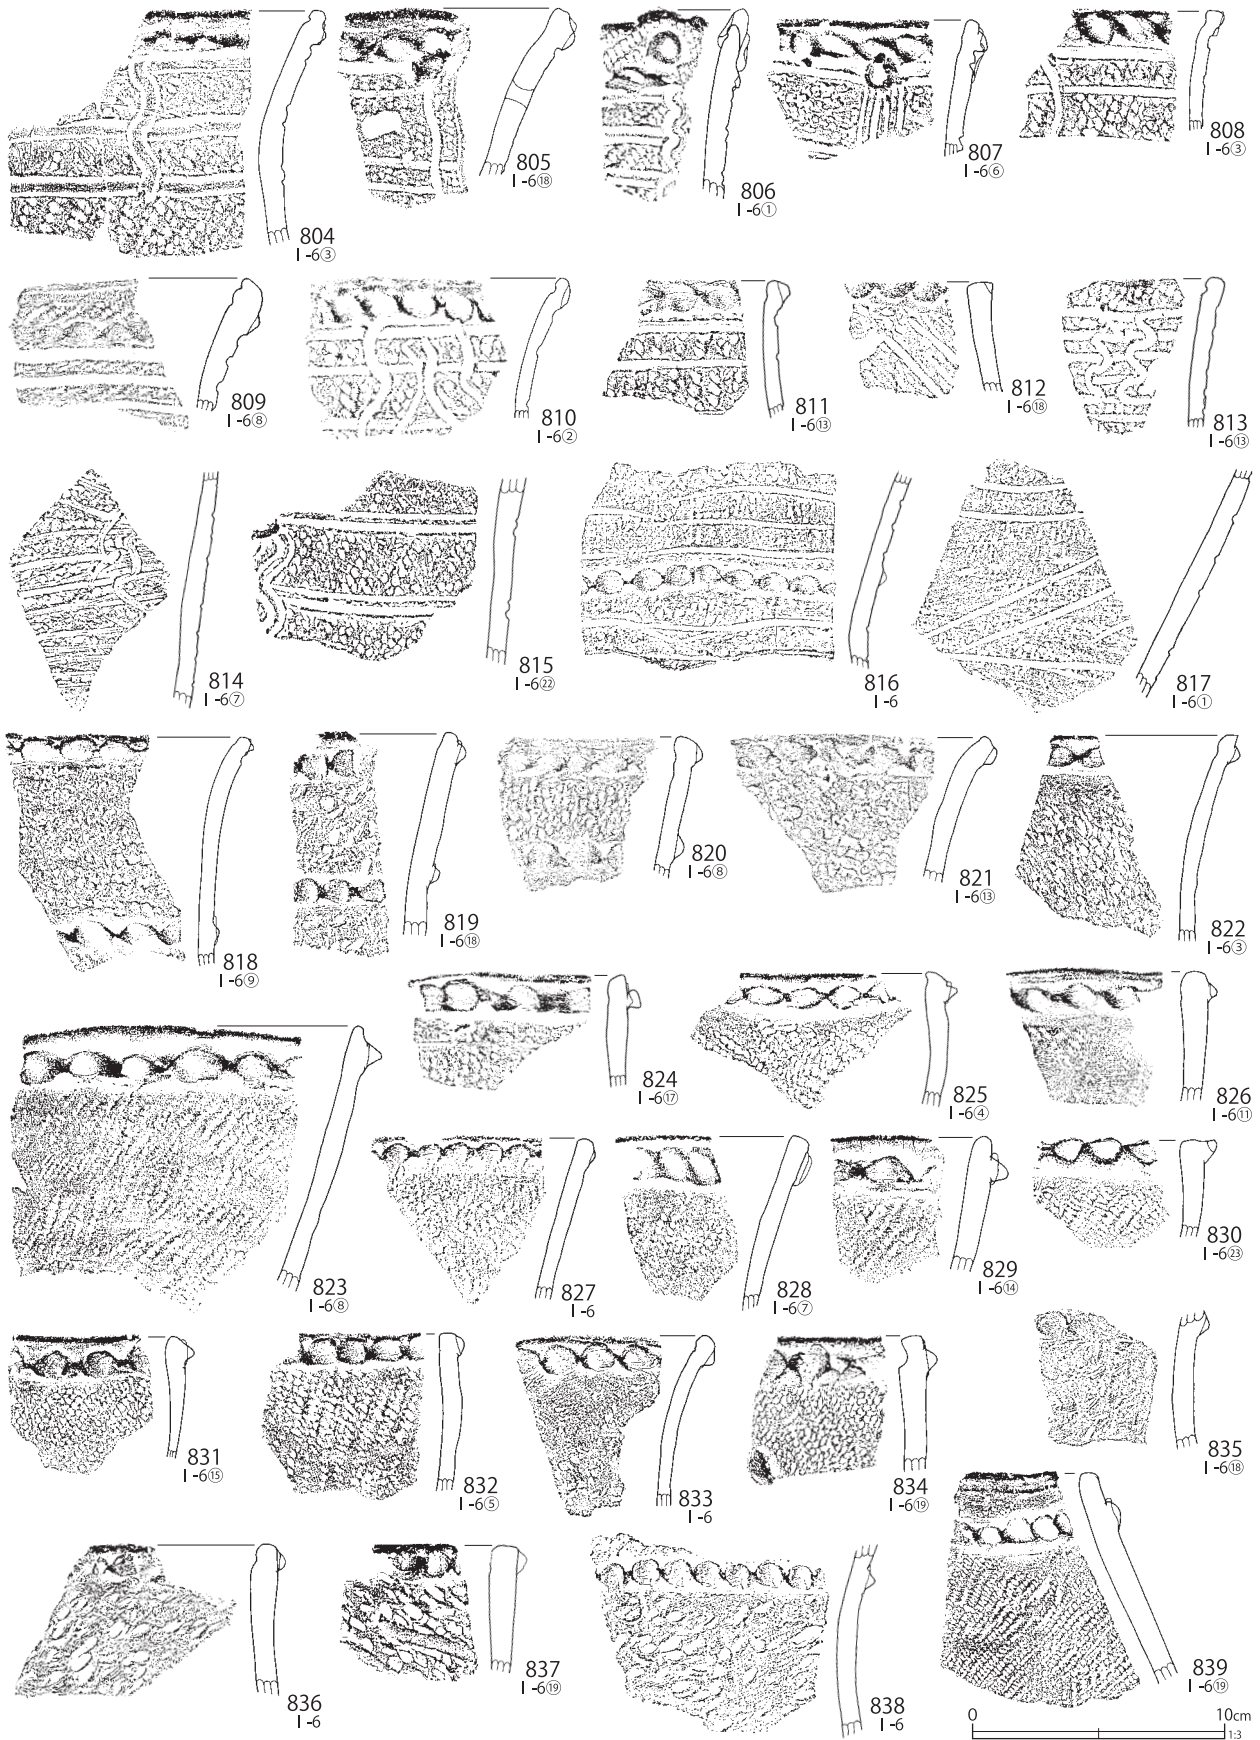 804
I -6③
805
I -6⑱
806
I -6①
807
I -6⑥
808
I -6③
809
I -6⑧
810
I -6②
811
I -6⑬
812
I -6⑱
813
I -6⑬
814
I -6⑦
815
I -6㉒
816
I -6
817
I -6①
818
I -6⑨
819
I -6⑱
820
I -6⑧
821
I -6⑬
822
I -6③
823
I -6⑧
824
I -6⑰
825
I -6④
826
I -6⑪
827
I -6
828
I -6⑦
829
I -6⑭
830
I -6㉓
831
I -6⑮
832
I -6⑤
833
I -6
834
I -6⑲
835
I -6⑱
836
I -6
837
I -6⑲
838
I -6
839
I -6⑲
0 10cm
1:3